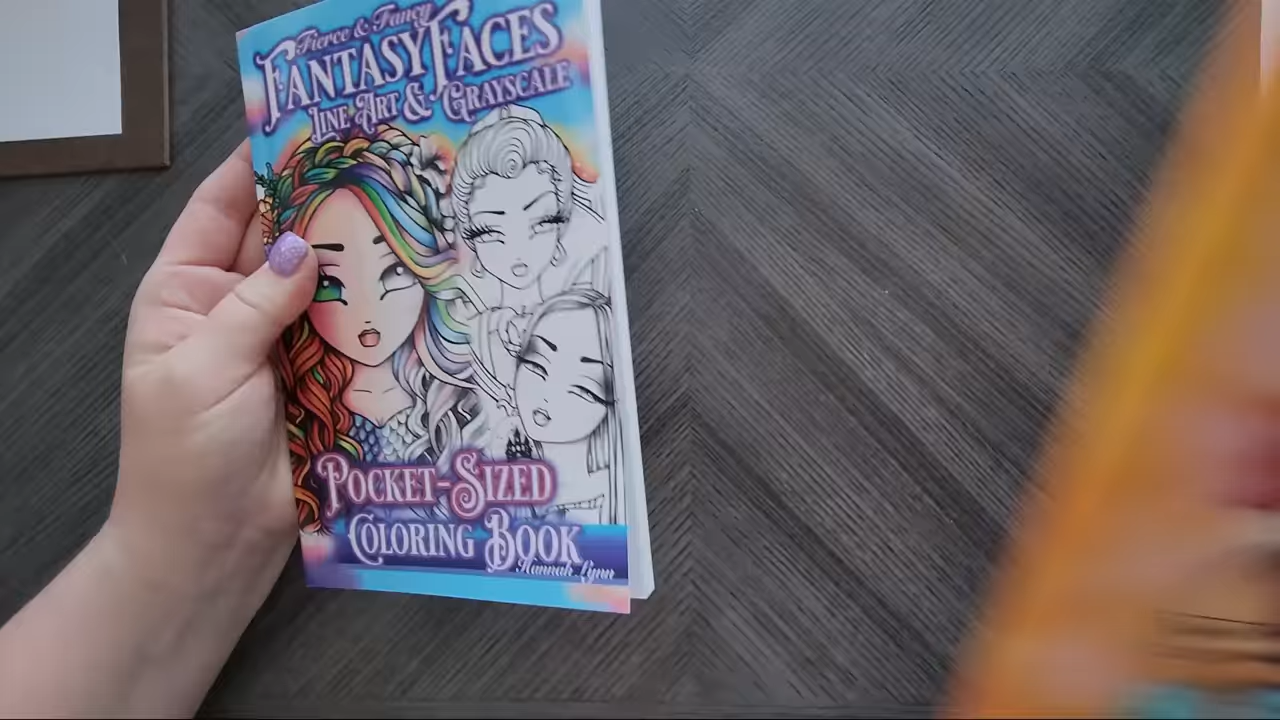 Fierce & Fancy
Fantasy Faces
Line Art & Grayscale
Pocket-Sized
Coloring Book
Hannah Lynn